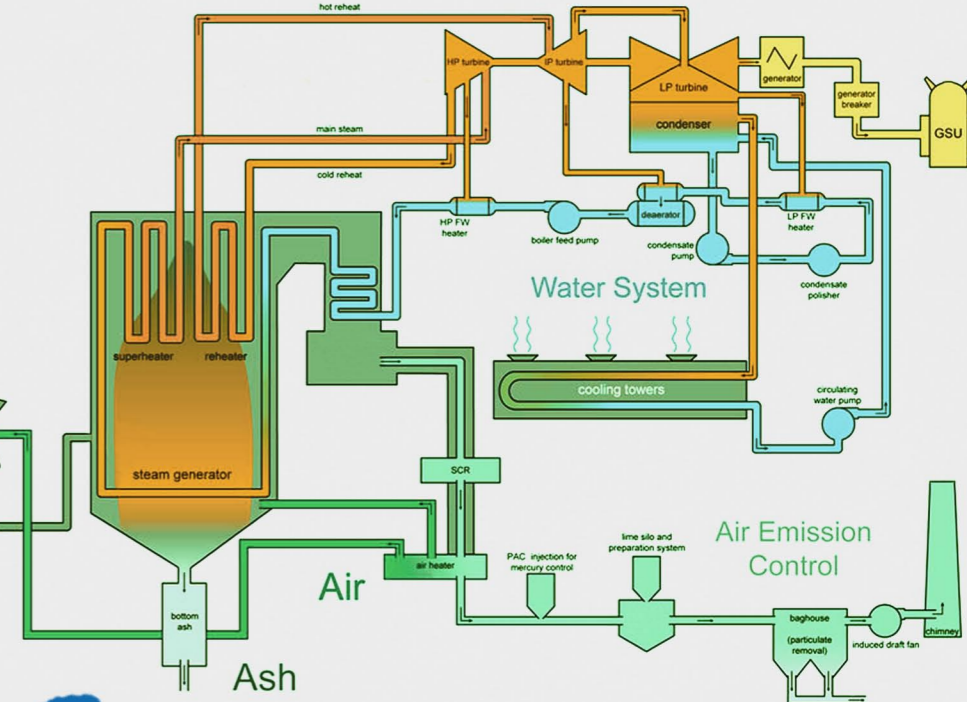 hot reheat
HP turbine
IP turbine
generator
LP turbine
generator
breaker
GSU
condenser
main steam
cold reheat
HP FW
heater
boiler feed pump
deaerator
LP FW
heater
condensate
pump
condensate
polisher
Water System
superheater
reheater
cooling towers
circulating
water pump
steam generator
SCR
Air Emission
Control
lime silo and
preparation system
PAC injection for
mercury control
air heater
Air
bottom
ash
baghouse
(particulate
removal)
induced draft fan
chimney
Ash